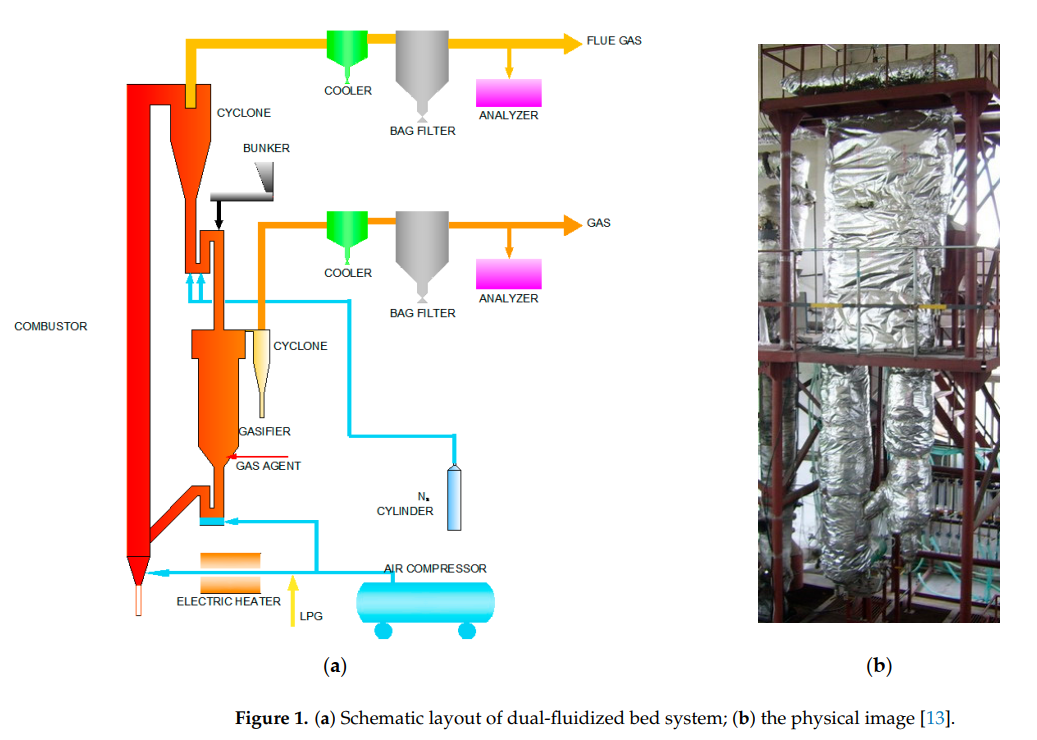 FLUE GAS
COOLER
BAG FILTER
ANALYZER
CYCLONE
BUNKER
GAS
COOLER
BAG FILTER
ANALYZER
COMBUSTOR
CYCLONE
GASIFIER
GAS AGENT
N₂
CYLINDER
AIR COMPRESSOR
ELECTRIC HEATER
LPG
(a)
(b)
Figure 1. (a) Schematic layout of dual-fluidized bed system; (b) the physical image [13].